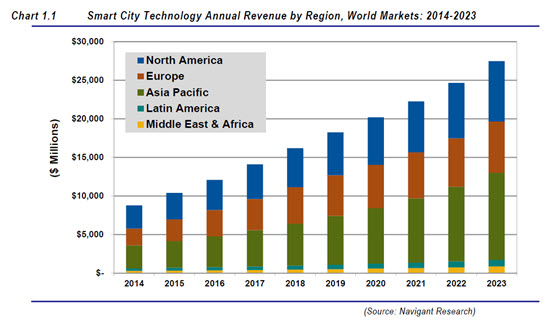 Chart 1.1 Smart City Technology Annual Revenue by Region, World Markets: 2014-2023
$30,000
$25,000
$20,000
$15,000
$10,000
$5,000
$-
($ Millions)
North America
Europe
Asia Pacific
Latin America
Middle East & Africa
2014 2015 2016 2017 2018 2019 2020 2021 2022 2023
(Source: Navigant Research)